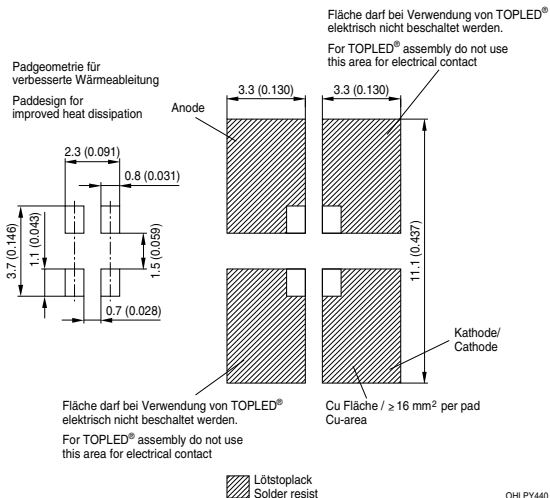 Fläche darf bei Verwendung von TOPLED®
elektrisch nicht beschaltet werden.
For TOPLED® assembly do not use
this area for electrical contact
Padgeometrie für
verbesserte Wärmeableitung
Paddesign for
improved heat dissipation
Anode
3.3 (0.130)
3.3 (0.130)
2.3 (0.091)
0.8 (0.031)
3.7 (0.146)
1.1 (0.043)
1.5 (0.059)
11.1 (0.437)
0.7 (0.028)
Kathode/
Cathode
Fläche darf bei Verwendung von TOPLED®
elektrisch nicht beschaltet werden.
For TOPLED® assembly do not use
this area for electrical contact
Cu Fläche / ≥ 16 mm² per pad
Cu-area
Lötstoplack
Solder resist
OHLPY440